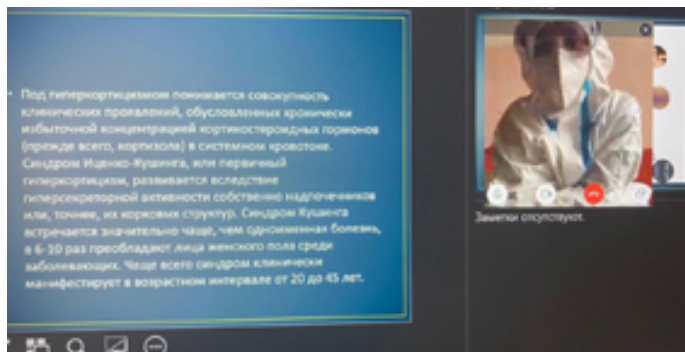 Под гиперкортицизмом понимается совокупность
клинических проявлений, обусловленных хронически
избыточной концентрацией кортикостероидных гормонов
(прежде всего, кортизола) в системном кровотоке.
Синдром Иценко-Кушинга, или первичный
гиперкортицизм, развивается вследствие
гиперсекреторной активности собственно надпочечников
или, точнее, их корковых структур. Синдром Кушинга
встречается значительно чаще, чем одноименная болезнь,
в 6-10 раз преобладают лица женского пола среди
заболевающих. Чаще всего синдром клинически
манифестирует в возрастном интервале от 20 до 45 лет.
Заметки отсутствуют.